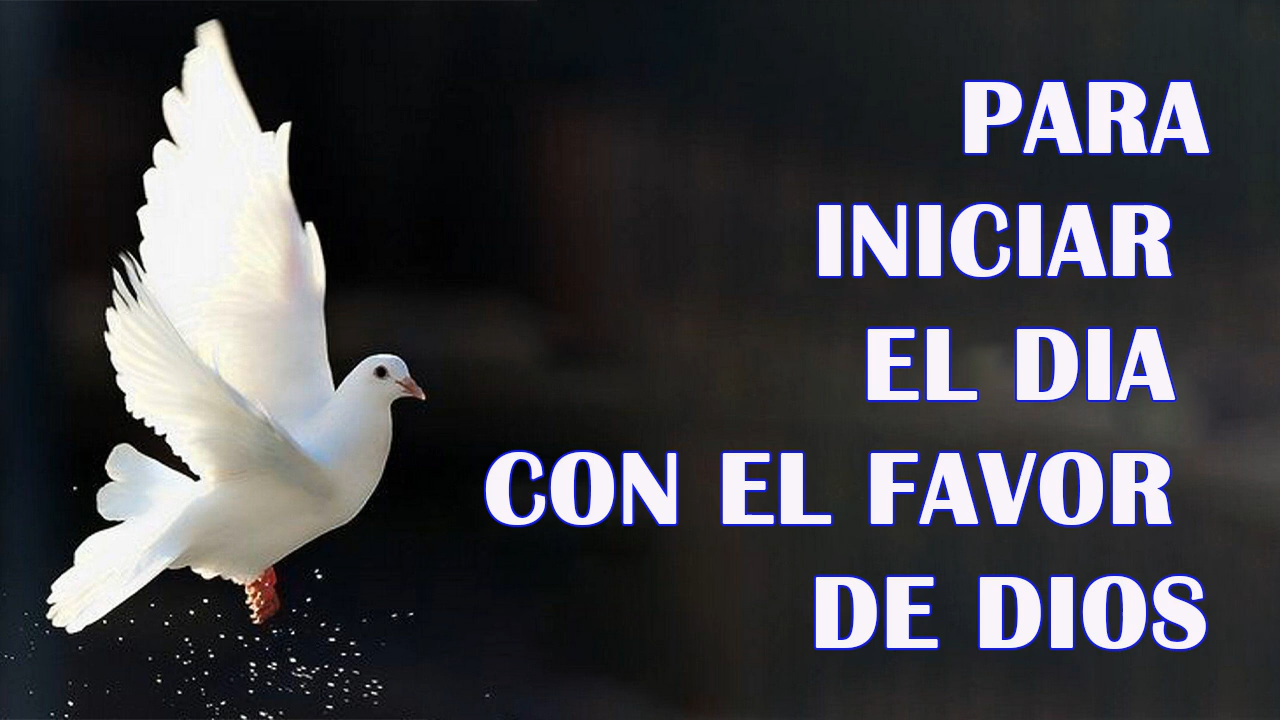 PARA
INICIAR
EL DIA
CON EL FAVOR
DE DIOS